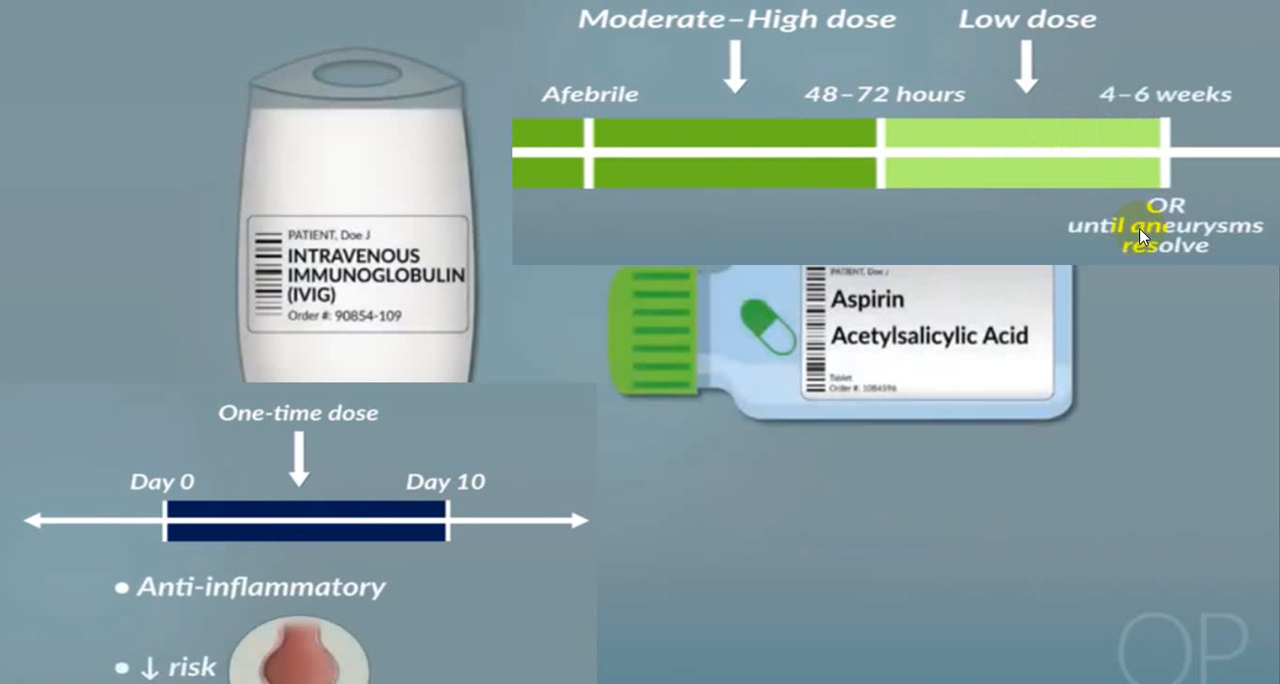 PATIENT, Doe J
INTRAVENOUS
IMMUNOGLOBULIN
(IVIG)
Order #: 90854-109
Moderate–High dose
Low dose
Afebrile
48–72 hours
4–6 weeks
OR
until aneurysms
resolve
PATIENT, Doe J
Aspirin
Acetylsalicylic Acid
Tablet
Order #: 1084596
One-time dose
Day 0
Day 10
• Anti-inflammatory
• ↓ risk
OP